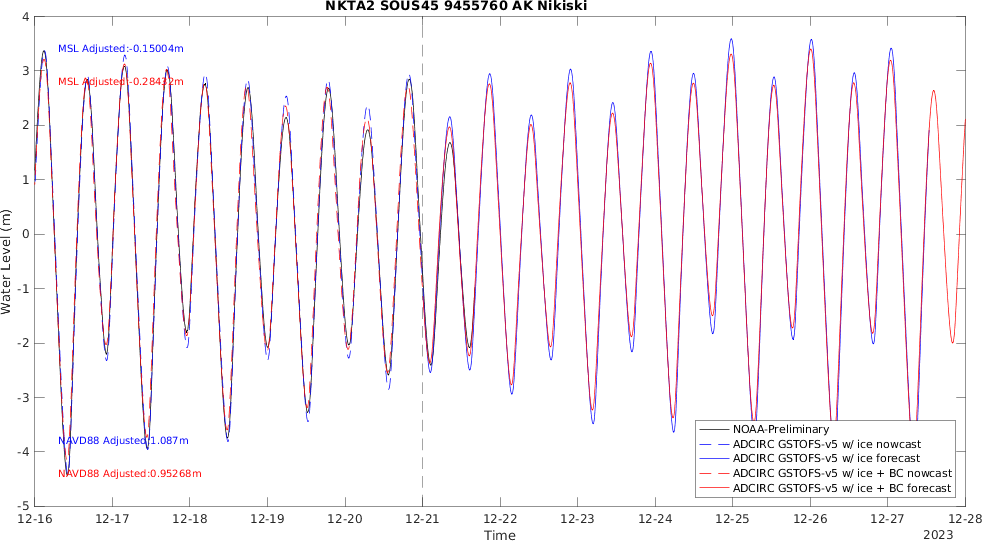 NKTA2 SOUS45 9455760 AK Nikiski
4
3
2
1
0
-1
-2
-3
-4
-5
Water Level (m)
MSL Adjusted:-0.15004m
MSL Adjusted:-0.28432m
NAVD88 Adjusted:1.087m
NAVD88 Adjusted:0.95268m
NOAA-Preliminary
ADCIRC GSTOFS-v5 w/ ice nowcast
ADCIRC GSTOFS-v5 w/ ice forecast
ADCIRC GSTOFS-v5 w/ ice + BC nowcast
ADCIRC GSTOFS-v5 w/ ice + BC forecast
12-16 12-17 12-18 12-19 12-20 12-21 12-22 12-23 12-24 12-25 12-26 12-27 12-28
Time
2023